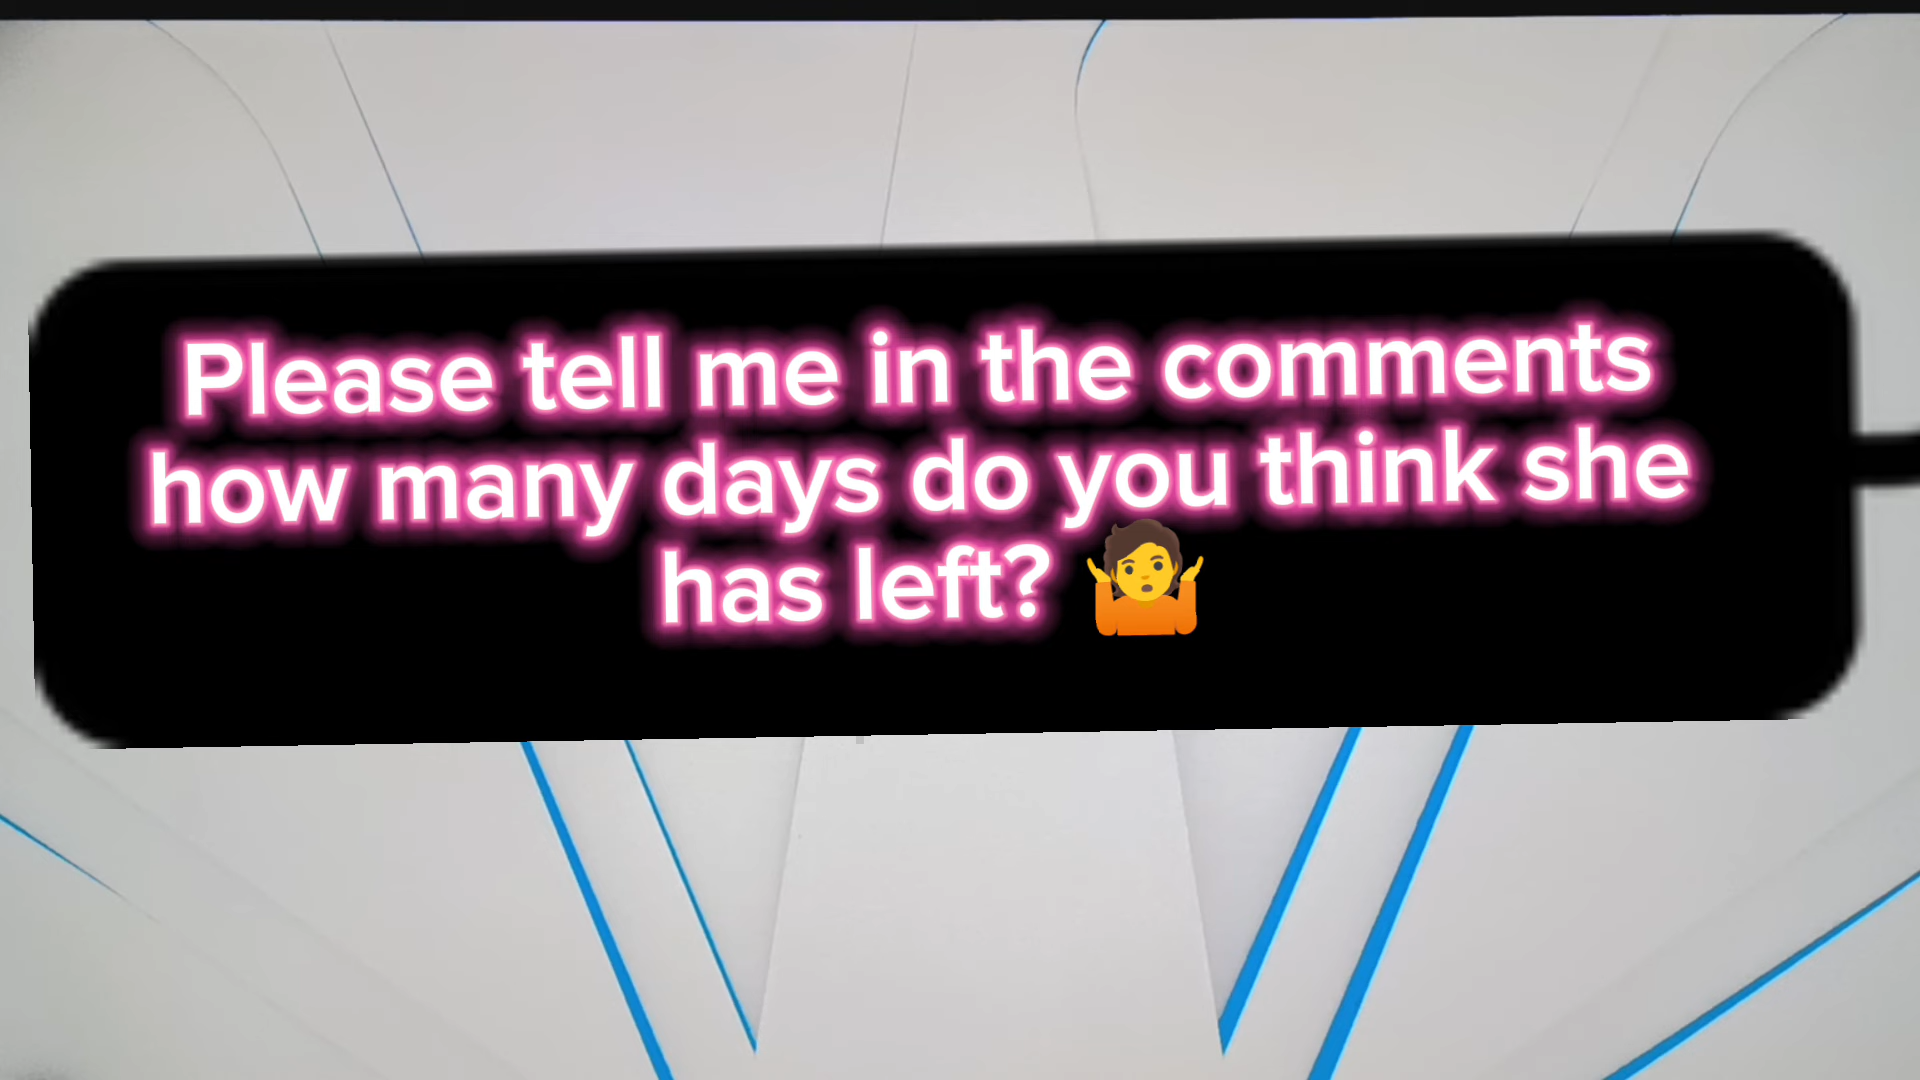 Please tell me in the comments
how many days do you think she
has left? 🤷